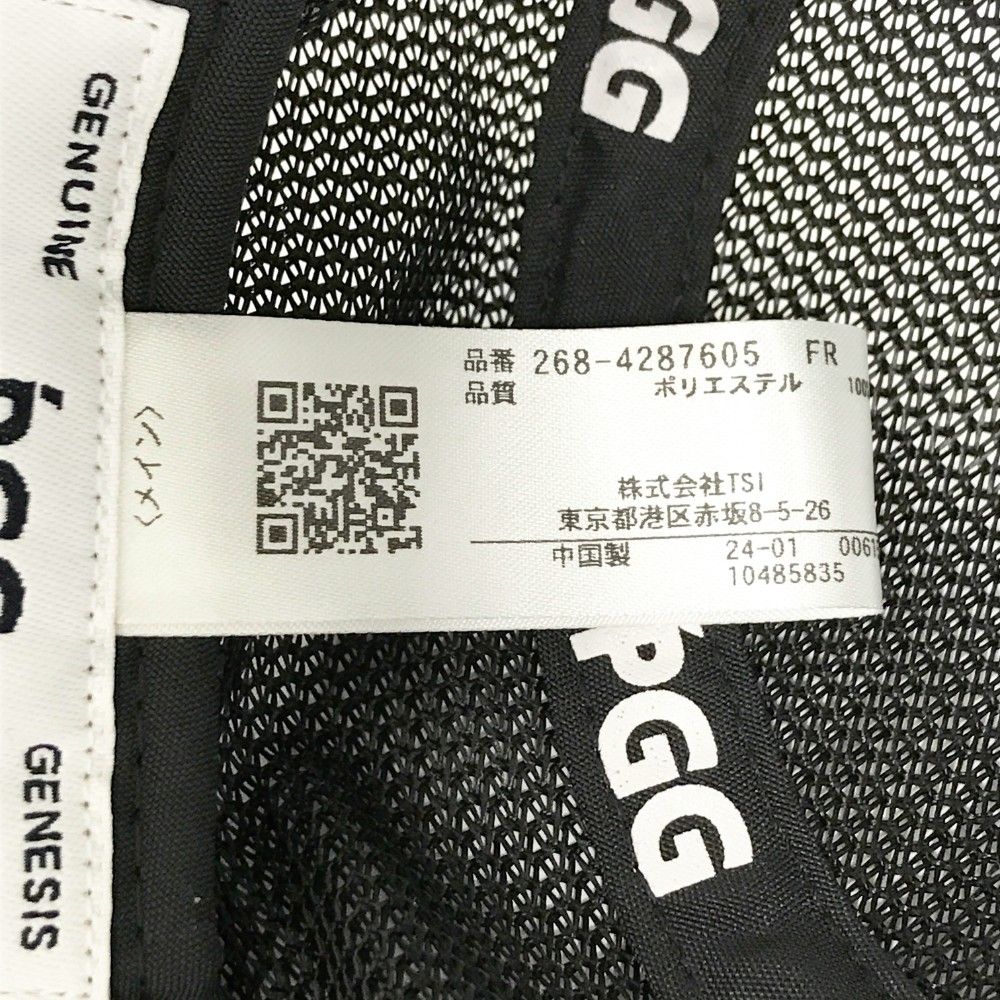 GENUINE
GENESIS
PGG
〈メイン〉
品番 268-4287605 FR
品質 ポリエステル
株式会社TSI
東京都港区赤坂8-5-26
中国製 24-01
10485835